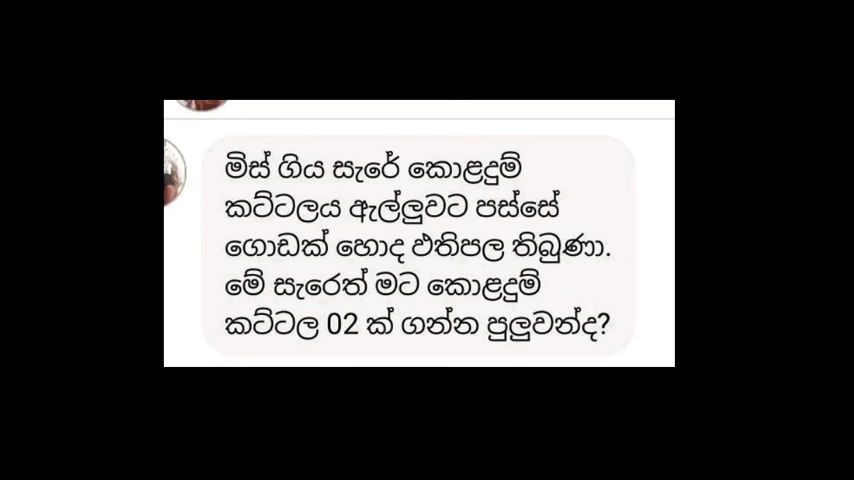 මිස් ගිය සැරේ කොළදුම්
කට්ටලය ඇල්ලුවට පස්සේ
ගොඩක් හොද ඵතිපල තිබුණා.
මේ සැරෙත් මට කොළදුම්
කට්ටල 02 ක් ගන්න පුලුවන්ද?